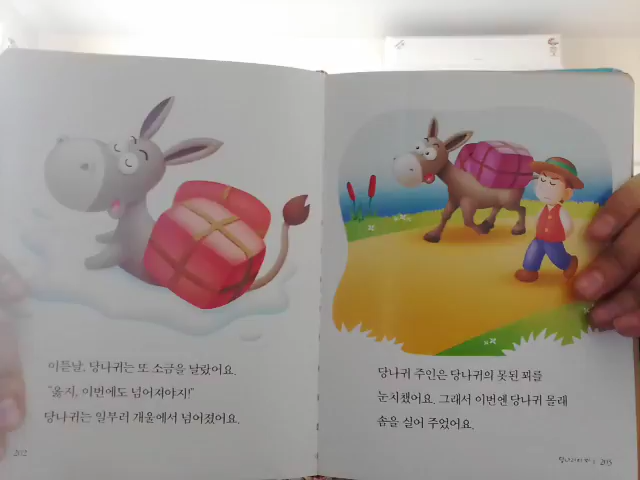 이튿날, 당나귀는 또 소금을 날랐어요.
"옳지, 이번에도 넘어져야지!"
당나귀는 일부러 개울에서 넘어졌어요.
202
당나귀 주인은 당나귀의 못된 꾀를
눈치챘어요. 그래서 이번엔 당나귀 몰래
솜을 실어 주었어요.
203